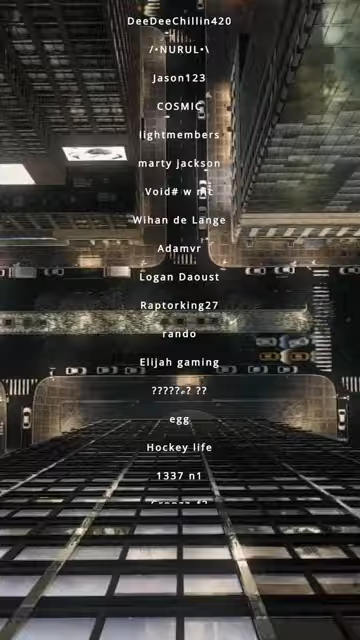 DeeDeeChillin420
/•NURUL•\
Jason123
COSMIC
lightmembers
marty jackson
Void# w mc
Wihan de Lange
Adamvr
Logan Daoust
Raptorking27
rando
Elijah gaming
?????.? ??
egg
Hockey life
1337 n1